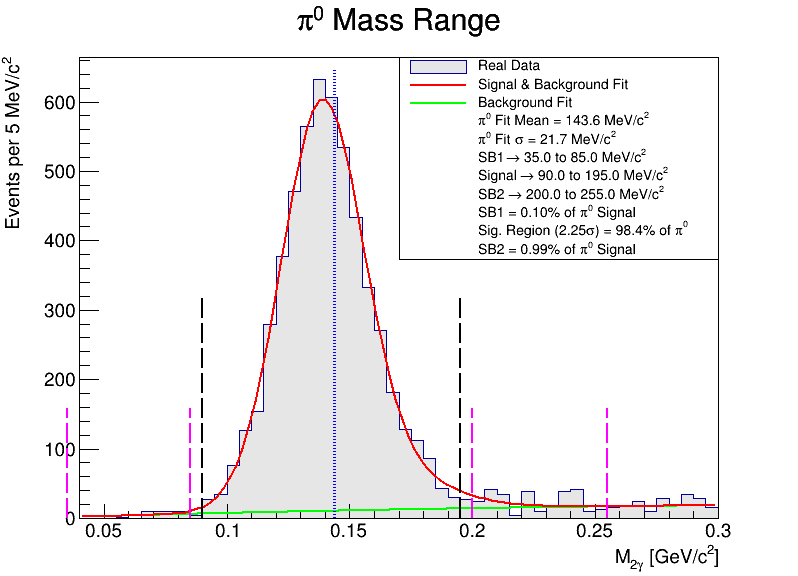 π⁰ Mass Range
Events per 5 MeV/c²
Real Data
Signal & Background Fit
Background Fit
π⁰ Fit Mean = 143.6 MeV/c²
π⁰ Fit σ = 21.7 MeV/c²
SB1 → 35.0 to 85.0 MeV/c²
Signal → 90.0 to 195.0 MeV/c²
SB2 → 200.0 to 255.0 MeV/c²
SB1 = 0.10% of π⁰ Signal
Sig. Region (2.25σ) = 98.4% of π⁰
SB2 = 0.99% of π⁰ Signal
600
500
400
300
200
100
0
0.05 0.1 0.15 0.2 0.25 0.3
M₂ᵧ [GeV/c²]